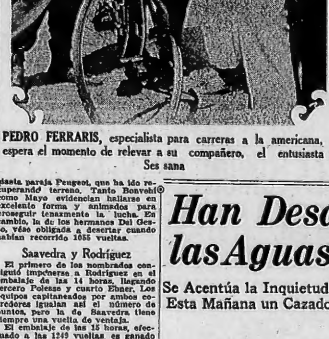 PEDRO FERRARIS, especialista para carreras a la americana,
espera el momento de relevar a su compañero, el entusiasta
Ses sana
siasta pareja Peugeot, que ha ido re-
cuperando terreno. Tanto Bonvehí
como Mayo evidencian hallarse en
excelente forma y animados para
proseguir tenazmente la lucha. En
cambio, la de los hermanos Del Ges-
so, vése obligada a desertar cuando
habían recorrido 1055 vueltas.
Saavedra y Rodríguez
El primero de los nombrados con-
siguió imponerse a Rodríguez en el
embalaje de las 14 horas, llegando
tercero Polesas y cuarto Ebner. Los
equipos capitaneados por ambos co-
rredores igualan así el número de
puntos, pero la de Saavedra tiene
siempre una vuelta de ventaja.
El embalaje de las 15 horas, efec-
tuado a las 1249 vueltas es ganado
Han Desc
las Aguas
Se Acentúa la Inquietud
Esta Mañana un Cazado